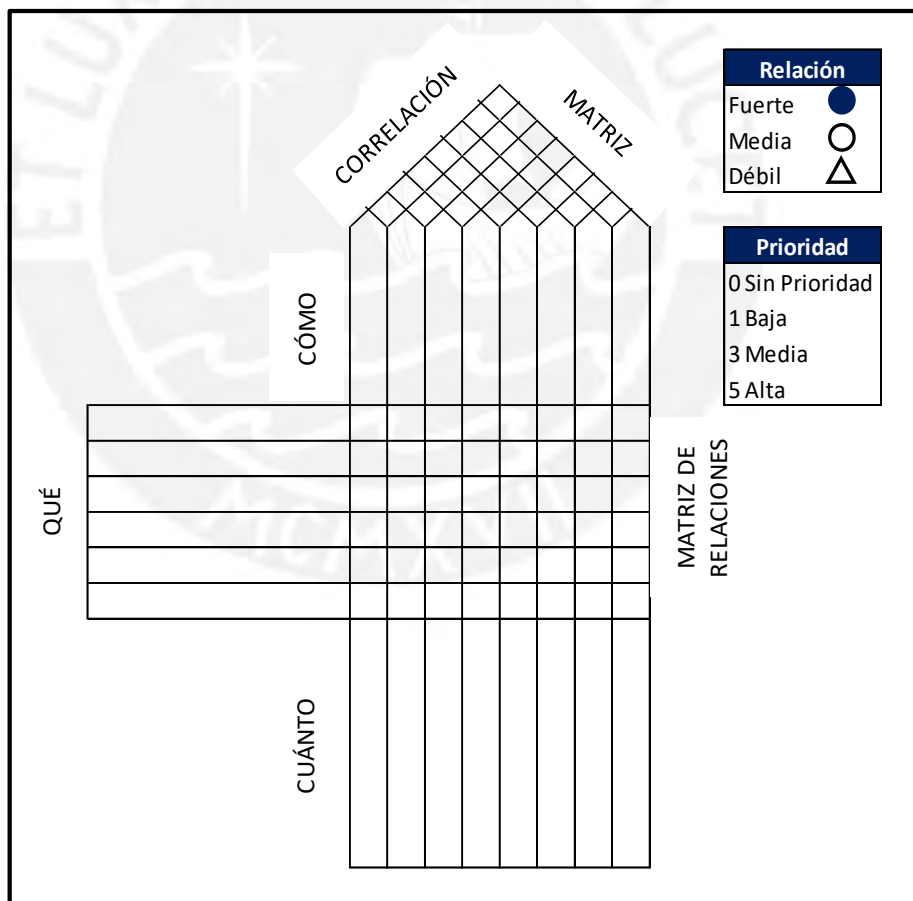 CORRELACIÓN
MATRIZ
Relación
Fuerte
Media
Débil
Prioridad
0 Sin Prioridad
1 Baja
3 Media
5 Alta
CÓMO
QUÉ
MATRIZ DE
RELACIONES
CUÁNTO
MCMXVII